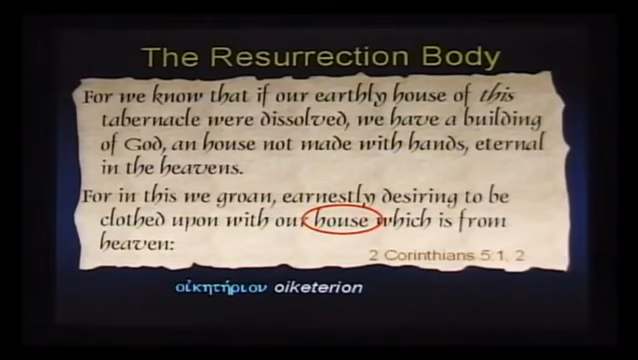 The Resurrection Body
For we know that if our earthly house of this
tabernacle were dissolved, we have a building
of God, an house not made with hands, eternal
in the heavens.
For in this we groan, earnestly desiring to be
clothed upon with our house which is from
heaven:
2 Corinthians 5:1, 2
οἰκητήριον oiketerion